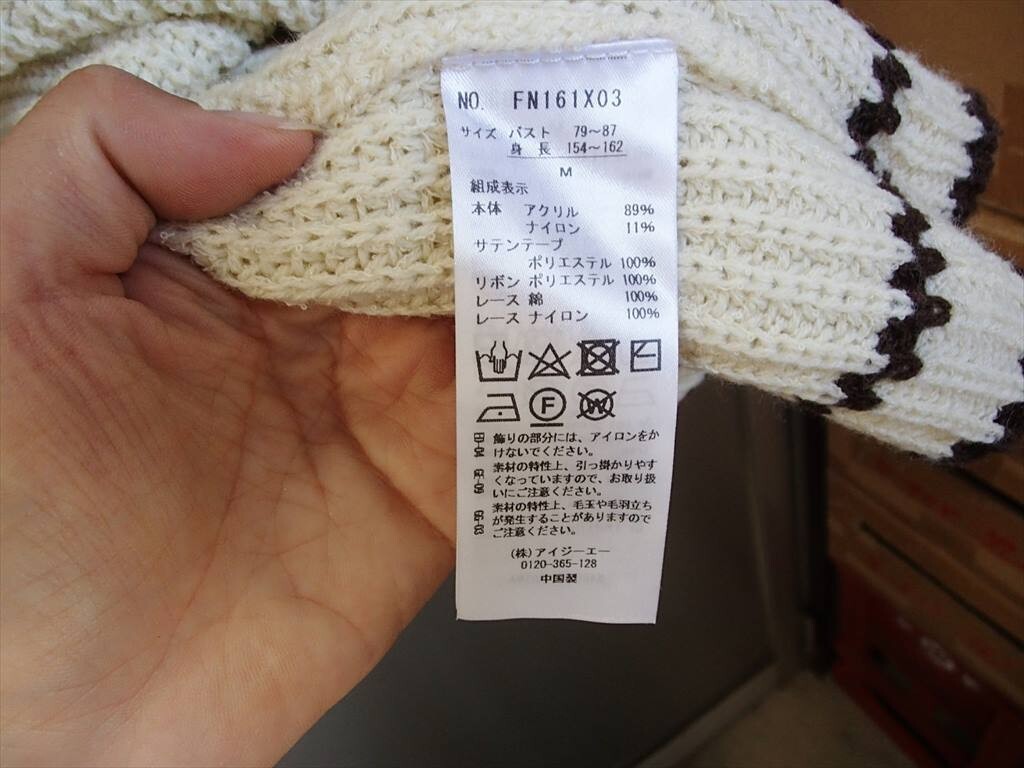 NO. FN161X03
サイズ バスト 79～87
身長 154～162
M
組成表示
本体 アクリル 89%
ナイロン 11%
サテンテープ
ポリエステル 100%
リボン ポリエステル 100%
レース 綿 100%
レース ナイロン 100%
F W
飾りの部分には、アイロンをか
けないでください。
素材の特性上、引っ掛かりやす
くなっていますので、お取り扱
いにご注意ください。
素材の特性上、毛玉や毛羽立ち
が発生することがありますので
ご注意ください。
(株)アイジーエー
0120-365-128
中国製